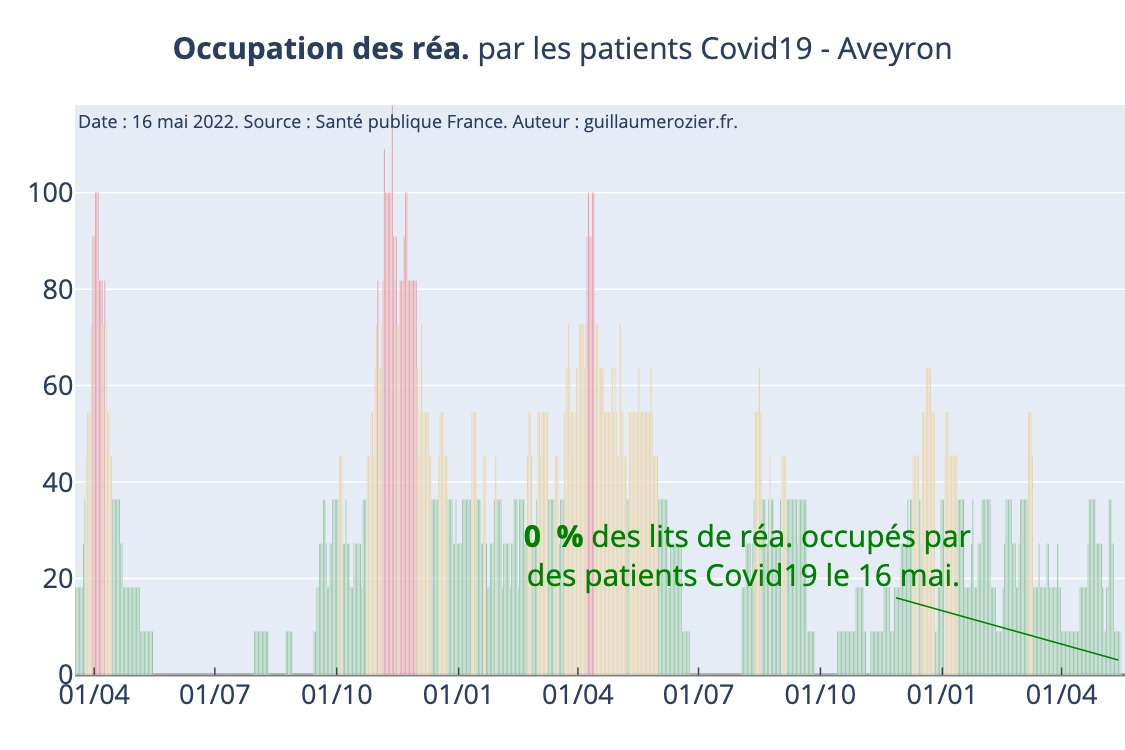 Occupation des réa. par les patients Covid19 - Aveyron
Date : 16 mai 2022. Source : Santé publique France. Auteur : guillaumerozier.fr.
100
80
60
40
20
0
0 % des lits de réa. occupés par
des patients Covid19 le 16 mai.
01/04 01/07 01/10 01/01 01/04 01/07 01/10 01/01 01/04